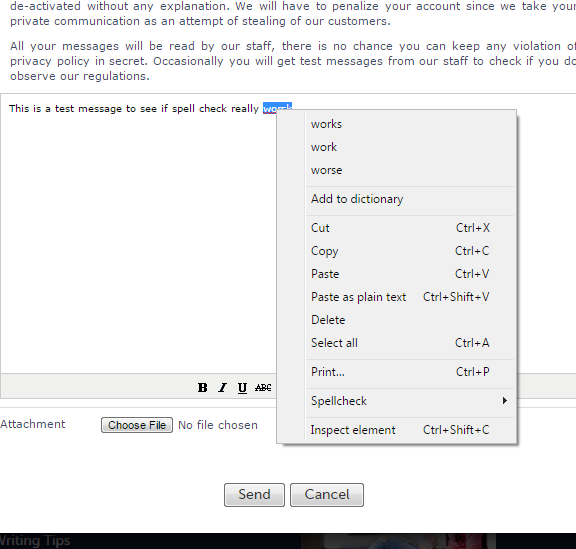 de-activated without any explanation. We will have to penalize your account since we take your
private communication as an attempt of stealing of our customers.
All your messages will be read by our staff, there is no chance you can keep any violation of
privacy policy in secret. Occasionally you will get test messages from our staff to check if you do
observe our regulations.
This is a test message to see if spell check really
works
work
worse
Add to dictionary
Cut Ctrl+X
Copy Ctrl+C
Paste Ctrl+V
Paste as plain text Ctrl+Shift+V
Delete
Select all Ctrl+A
Print... Ctrl+P
Spellcheck
Inspect element Ctrl+Shift+C
B I U ABC
Attachment Choose File No file chosen
Send Cancel
Writing Tips